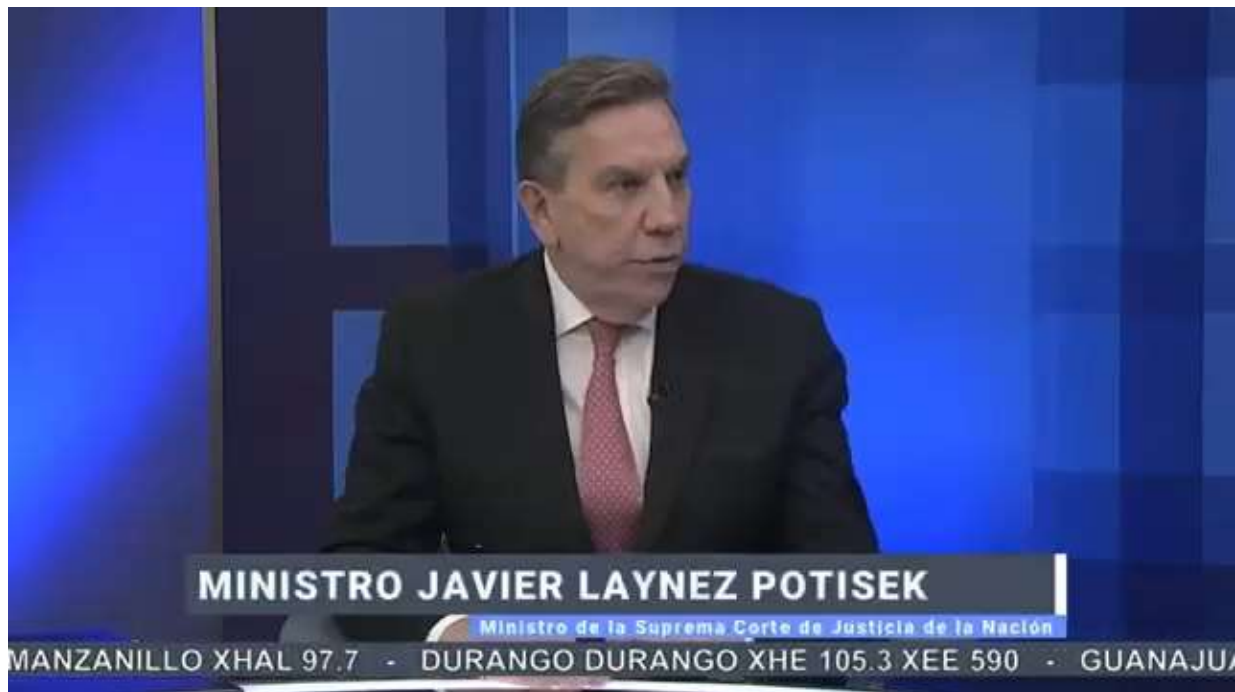 MINISTRO JAVIER LAYNEZ POTISEK
Ministro de la Suprema Corte de Justicia de la Nación
MANZANILLO XHAL 97.7 - DURANGO DURANGO XHE 105.3 XEE 590 - GUANAJUA